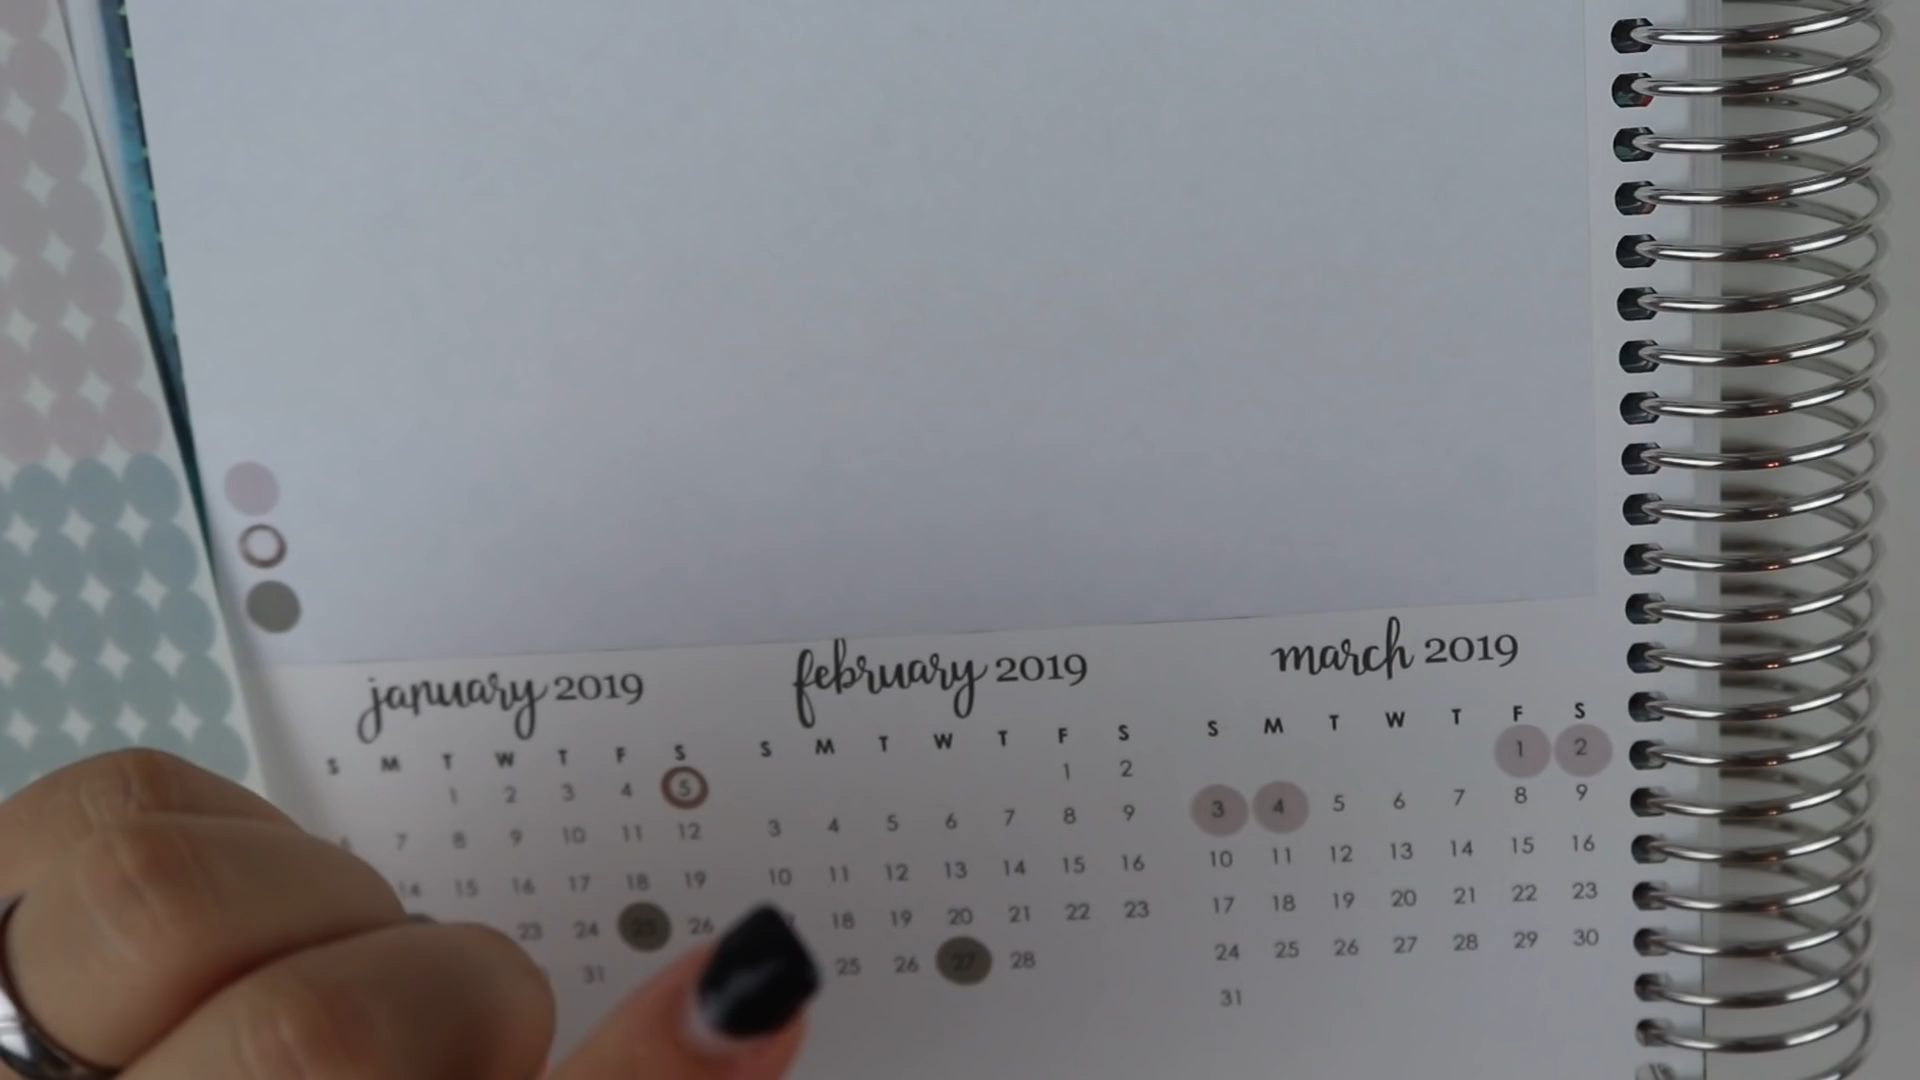 january 2019
S M T W T F S
1 2 3 4 5
7 8 9 10 11 12
14 15 16 17 18 19
23 24 25 26
31
february 2019
S M T W T F S
1 2
3 4 5 6 7 8 9
10 11 12 13 14 15 16
18 19 20 21 22 23
25 26 27 28
march 2019
S M T W T F S
1 2
3 4 5 6 7 8 9
10 11 12 13 14 15 16
17 18 19 20 21 22 23
24 25 26 27 28 29 30
31